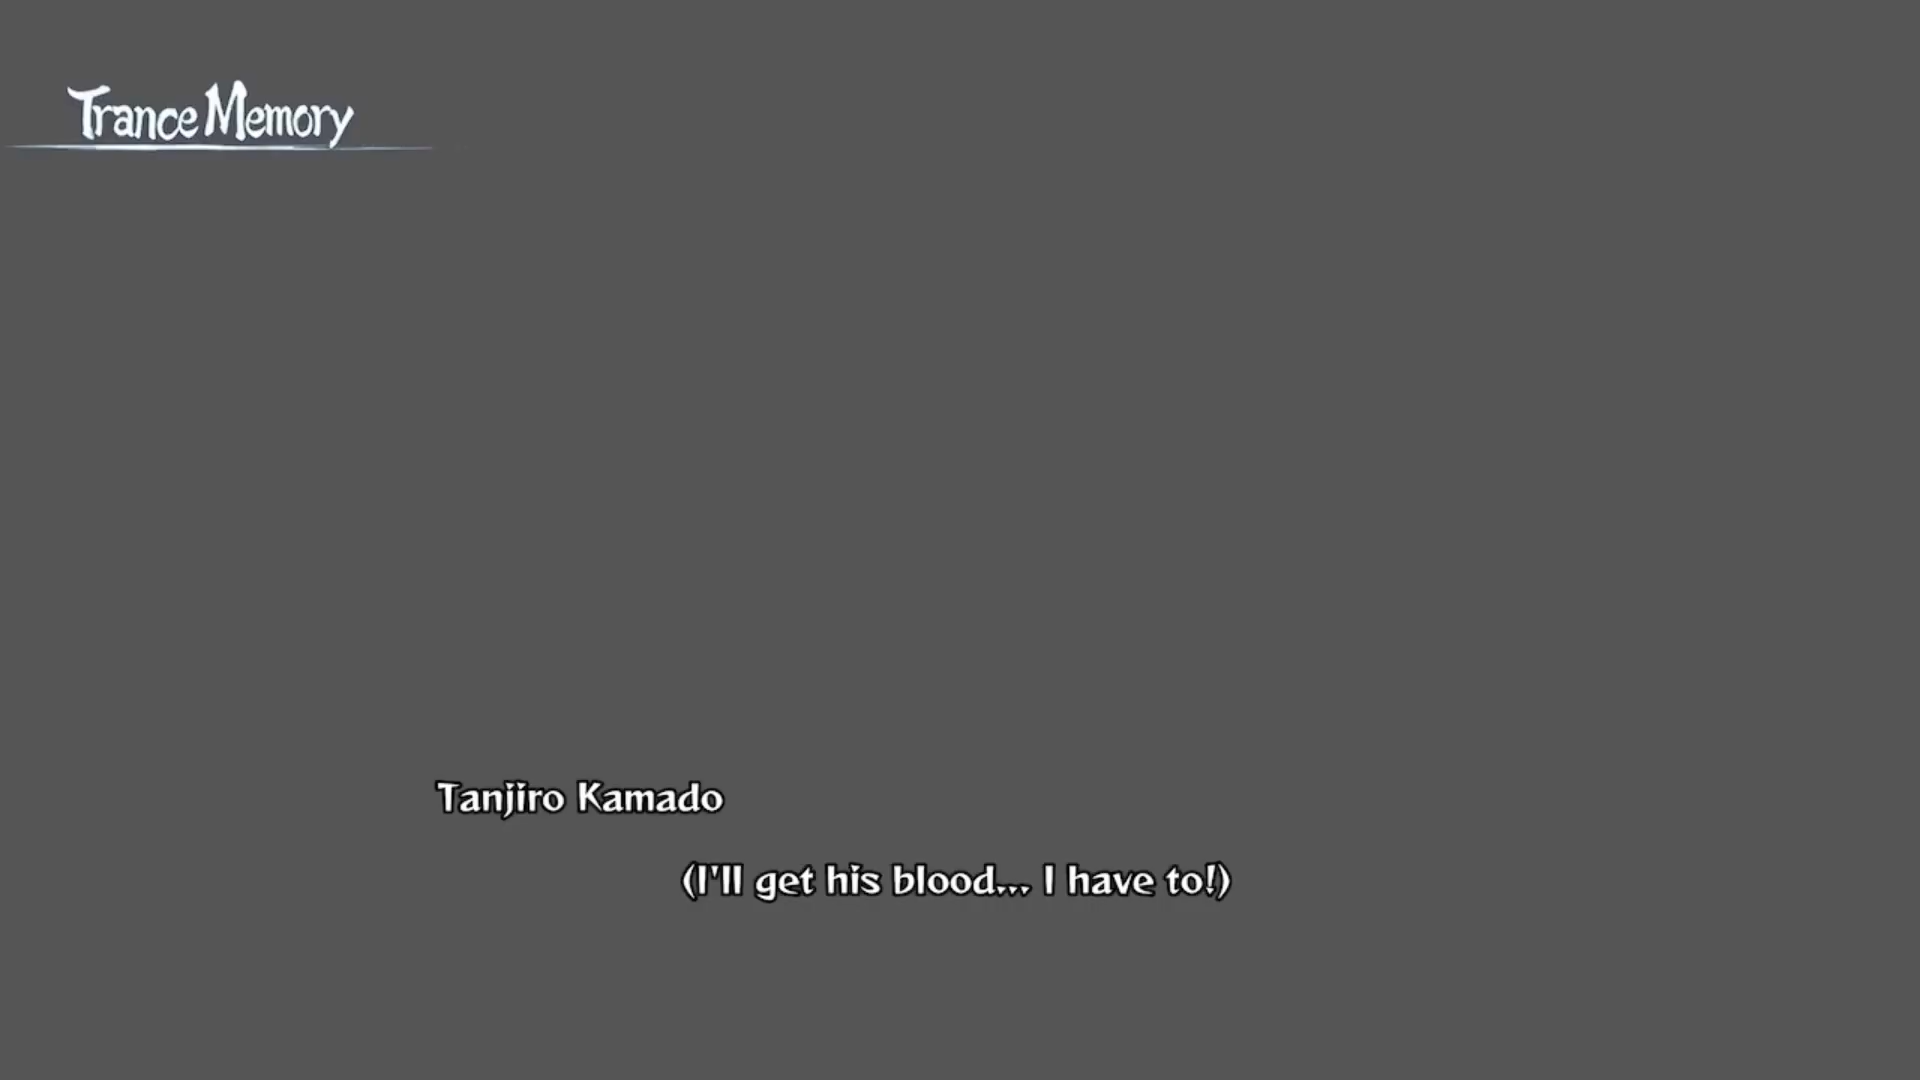 Trance Memory
Tanjiro Kamado
(I'll get his blood... I have to!)